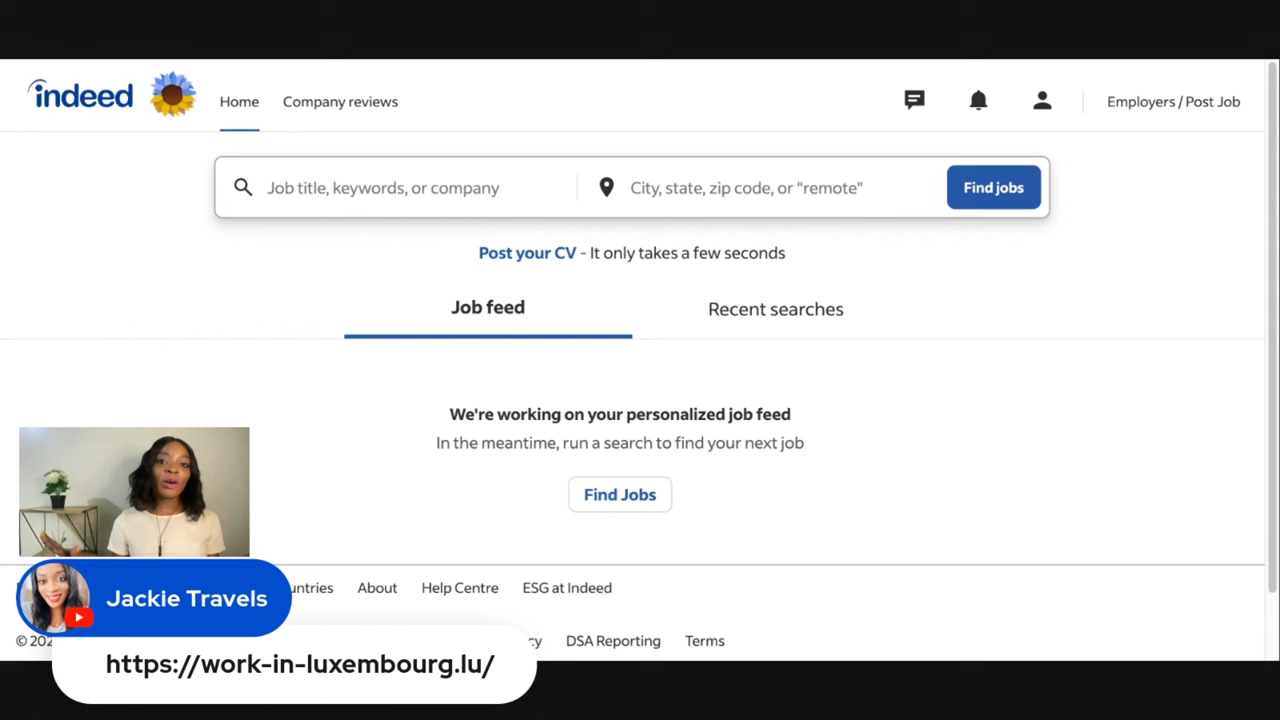 indeed
Home
Company reviews
Employers / Post Job
Job title, keywords, or company
City, state, zip code, or "remote"
Find jobs
Post your CV - It only takes a few seconds
Job feed
Recent searches
We're working on your personalized job feed
In the meantime, run a search to find your next job
Find Jobs
About
Help Centre
ESG at Indeed
Jackie Travels
DSA Reporting
Terms
https://work-in-luxembourg.lu/